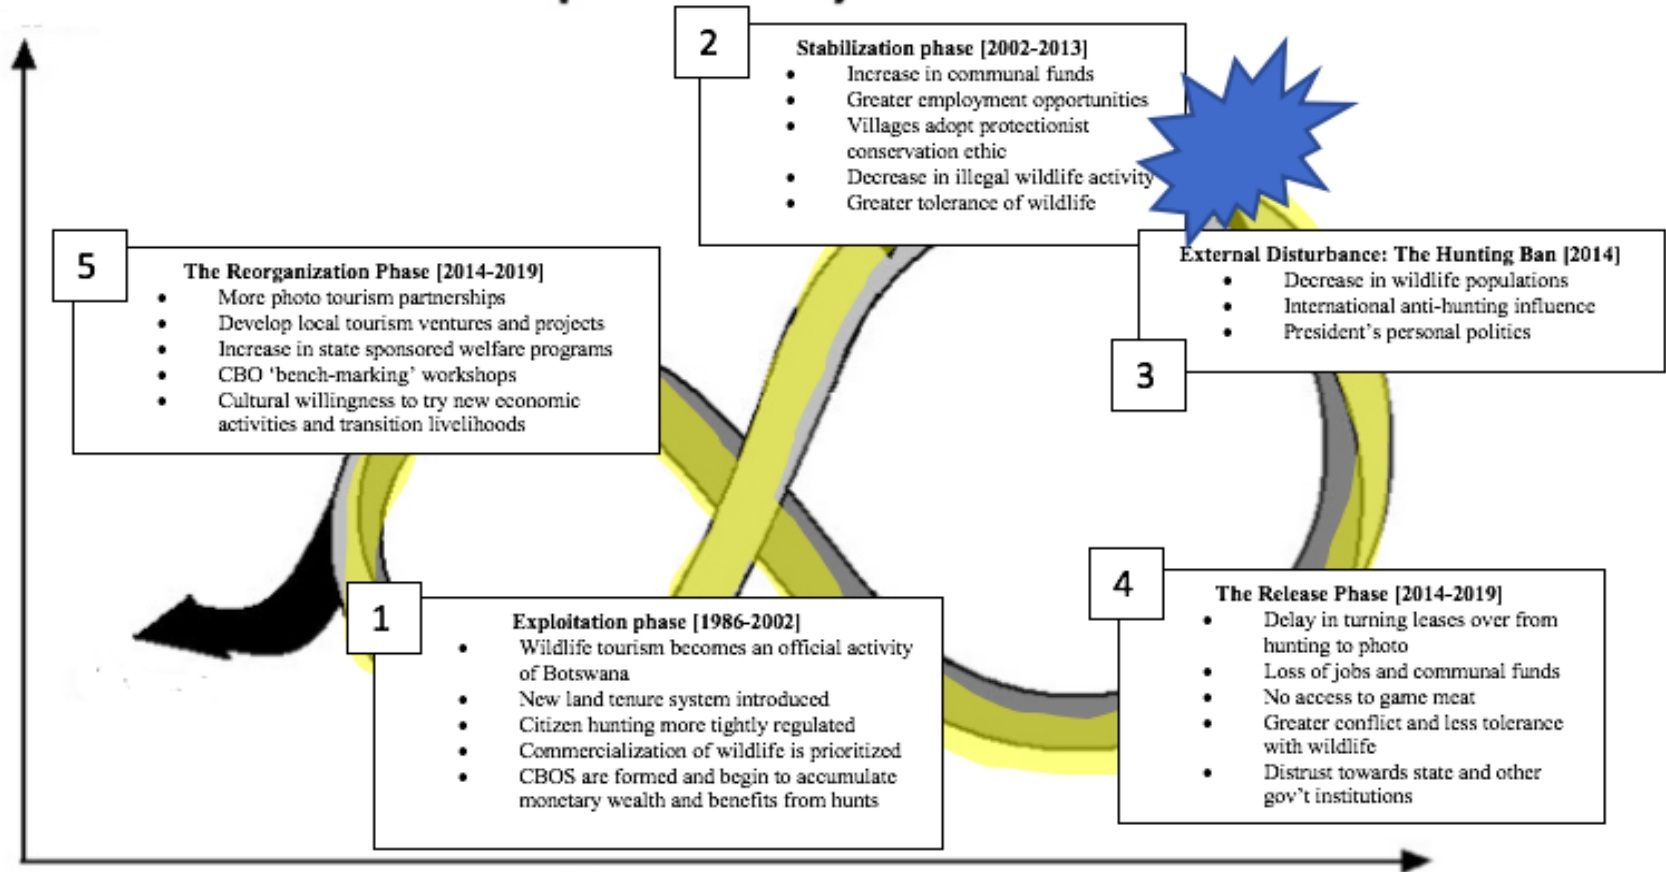 2
Stabilization phase [2002-2013]
• Increase in communal funds
• Greater employment opportunities
• Villages adopt protectionist
conservation ethic
• Decrease in illegal wildlife activity
• Greater tolerance of wildlife
5
The Reorganization Phase [2014-2019]
• More photo tourism partnerships
• Develop local tourism ventures and projects
• Increase in state sponsored welfare programs
• CBO ‘bench-marking’ workshops
• Cultural willingness to try new economic
activities and transition livelihoods
External Disturbance: The Hunting Ban [2014]
• Decrease in wildlife populations
• International anti-hunting influence
• President’s personal politics
3
1
Exploitation phase [1986-2002]
• Wildlife tourism becomes an official activity
of Botswana
• New land tenure system introduced
• Citizen hunting more tightly regulated
• Commercialization of wildlife is prioritized
• CBOS are formed and begin to accumulate
monetary wealth and benefits from hunts
4
The Release Phase [2014-2019]
• Delay in turning leases over from
hunting to photo
• Loss of jobs and communal funds
• No access to game meat
• Greater conflict and less tolerance
with wildlife
• Distrust towards state and other
gov’t institutions